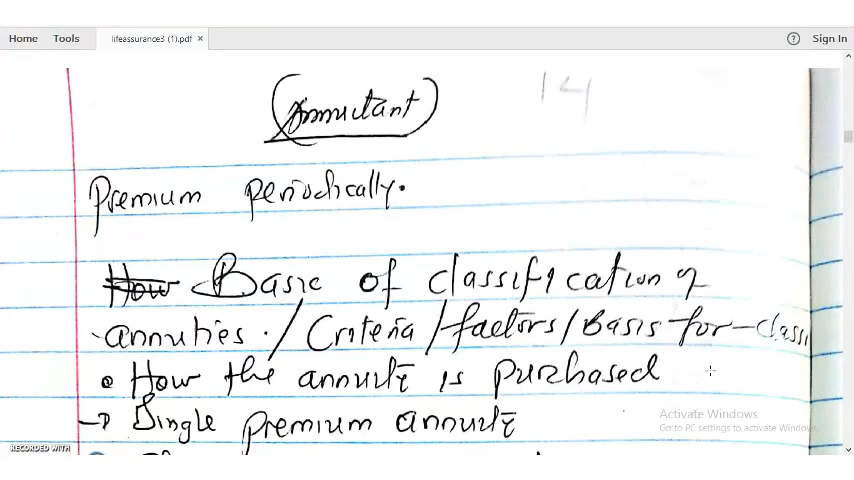 Home Tools lifeassurance3 (1).pdf × ? Sign In
(Annuitant) 14
Premium periodically.
How Basic of classification of
annuties. / Criteria / factors / Basis for classi
• How the annuity is purchased
→ Single premium annuity
Activate Windows
Go to PC settings to activate Windows.
RECORDED WITH